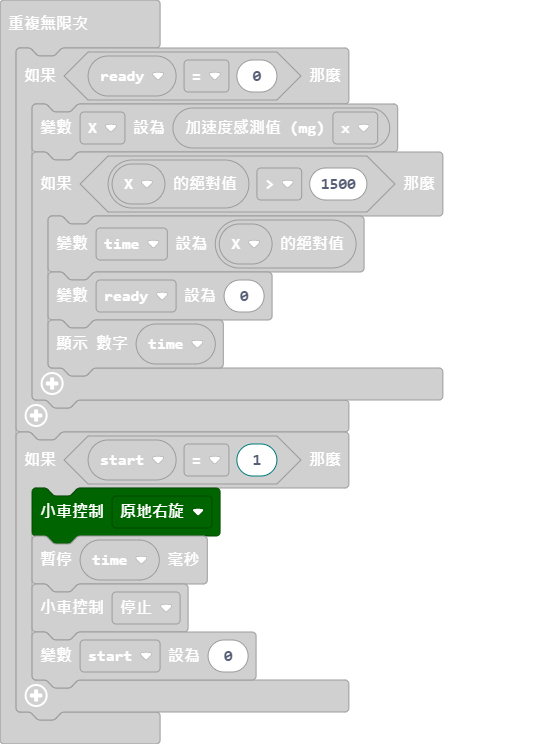 重複無限次
如果 ready = 0 那麼
變數 X 設為 加速度感測值 (mg) x
如果 X 的絕對值 > 1500 那麼
變數 time 設為 X 的絕對值
變數 ready 設為 0
顯示 數字 time
如果 start = 1 那麼
小車控制 原地右旋
暫停 time 毫秒
小車控制 停止
變數 start 設為 0